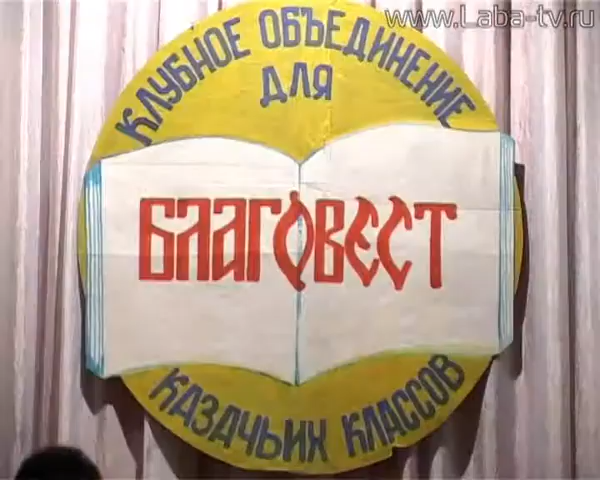 www.Laba-tv.ru
КЛУБНОЕ ОБЪЕДИНЕНИЕ
ДЛЯ
БЛАГОВЕСТ
КАЗАЧЬИХ КЛАССОВ